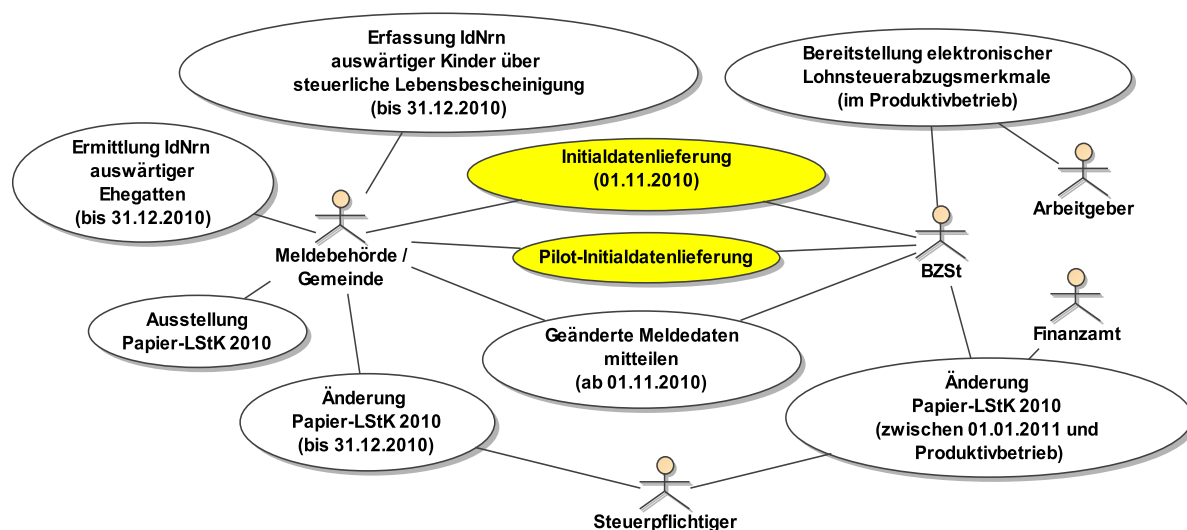 Erfassung IdNrn
auswärtiger Kinder über
steuerliche Lebensbescheinigung
(bis 31.12.2010)
Bereitstellung elektronischer
Lohnsteuerabzugsmerkmale
(im Produktivbetrieb)
Ermittlung IdNrn
auswärtiger
Ehegatten
(bis 31.12.2010)
Initialdatenlieferung
(01.11.2010)
Arbeitgeber
Meldebehörde /
Gemeinde
Pilot-Initialdatenlieferung
BZSt
Ausstellung
Papier-LStK 2010
Geänderte Meldedaten
mitteilen
(ab 01.11.2010)
Finanzamt
Änderung
Papier-LStK 2010
(bis 31.12.2010)
Änderung
Papier-LStK 2010
(zwischen 01.01.2011 und
Produktivbetrieb)
Steuerpflichtiger